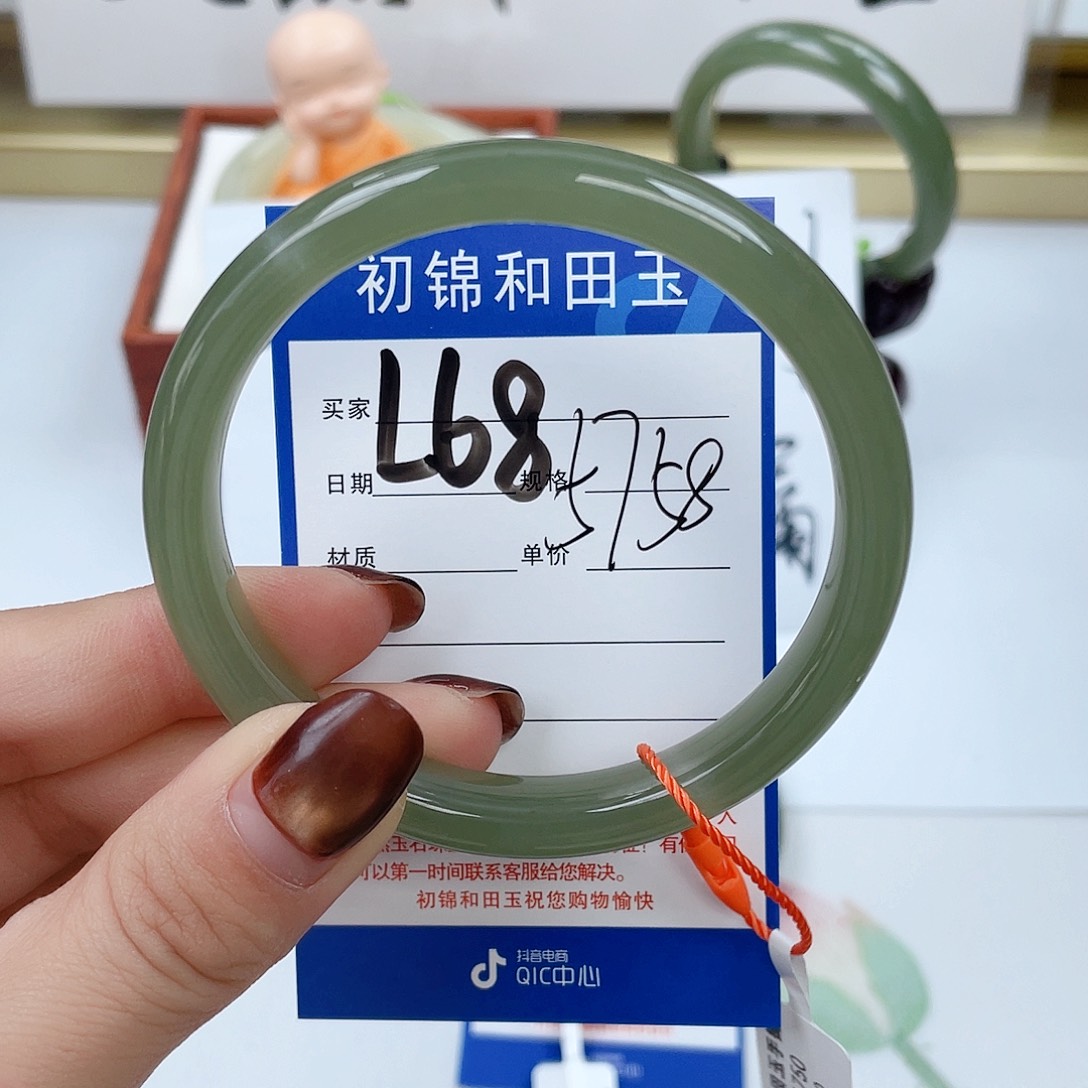 初锦和田玉
买家 L68
日期 规格 5758
材质 单价
可以第一时间联系客服给您解决。
初锦和田玉祝您购物愉快
抖音电商
QIC中心